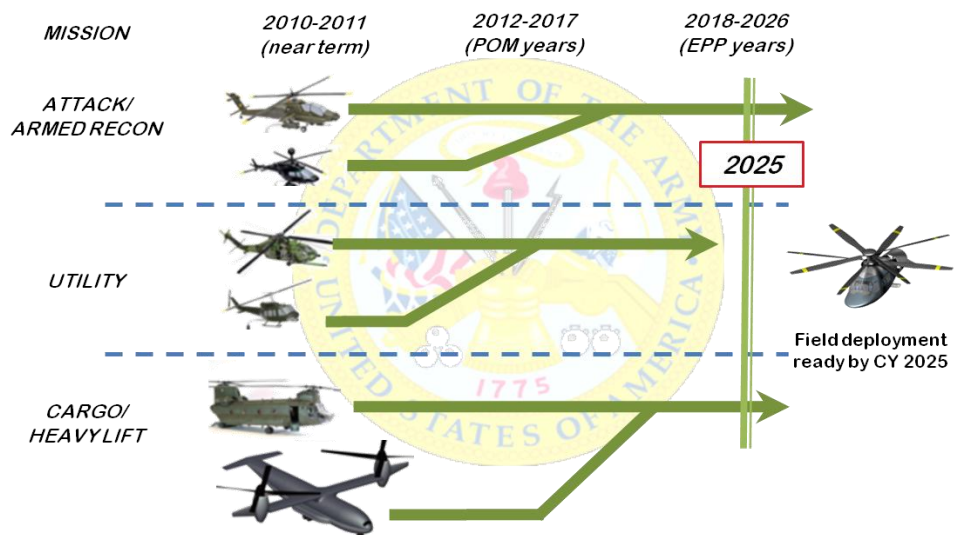 MISSION
2010-2011
(near term)
2012-2017
(POM years)
2018-2026
(EPP years)
ATTACK/
ARMED RECON
2025
UTILITY
Field deployment
ready by CY 2025
CARGO/
HEAVY LIFT
DEPARTMENT OF THE ARMY
UNITED STATES OF AMERICA
1775